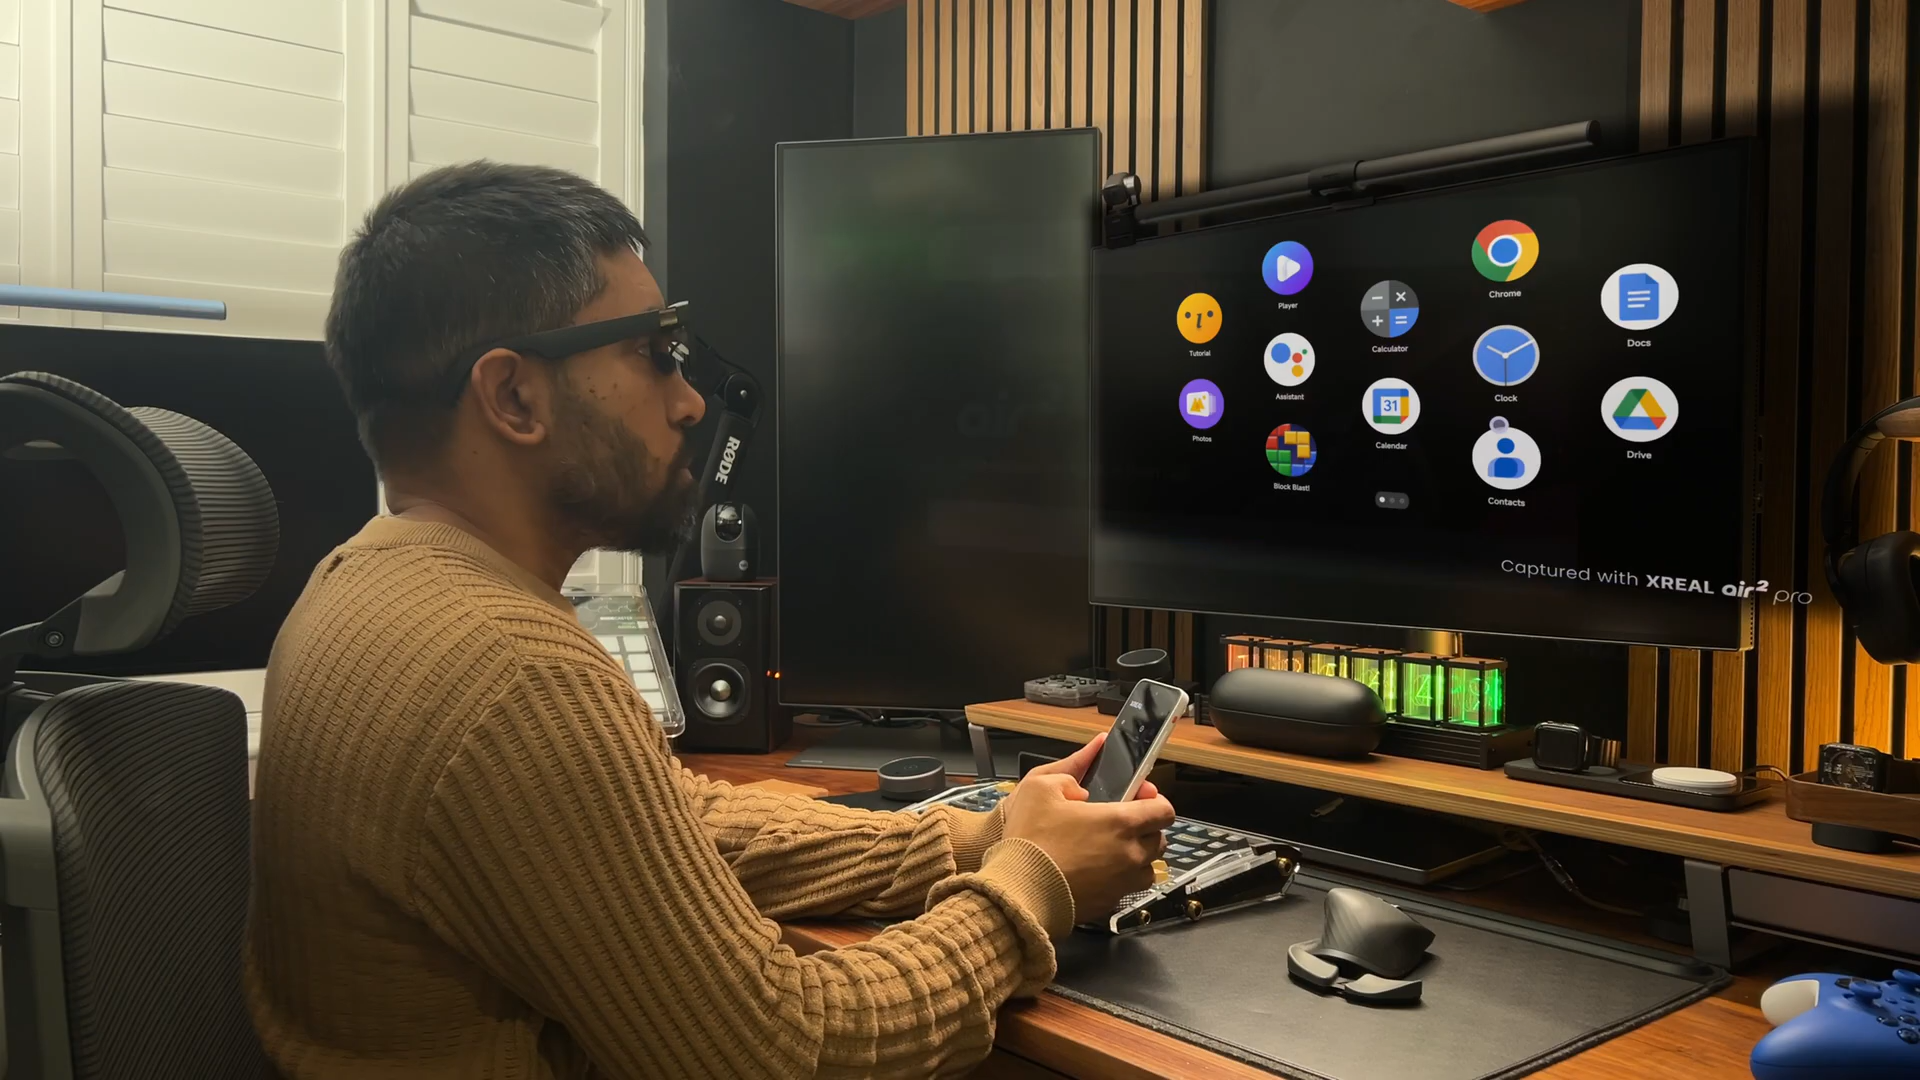 Chrome
Player
Docs
Calculator
Tutorial
Assistant
Clock
31
Calendar
Photos
Drive
Block Blast!
Contacts
RØDE
Captured with XREAL air² pro